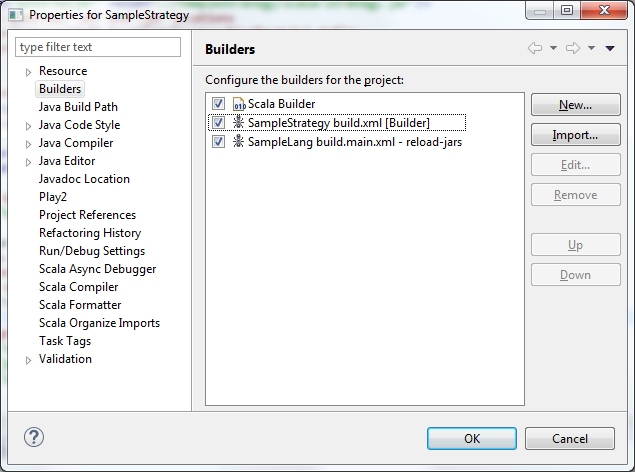 Properties for SampleStrategy
type filter text
Resource
Builders
Java Build Path
Java Code Style
Java Compiler
Java Editor
Javadoc Location
Play2
Project References
Refactoring History
Run/Debug Settings
Scala Async Debugger
Scala Compiler
Scala Formatter
Scala Organize Imports
Task Tags
Validation
Builders
Configure the builders for the project:
010 Scala Builder
SampleStrategy build.xml [Builder]
SampleLang build.main.xml - reload-jars
New...
Import...
Edit...
Remove
Up
Down
?
OK
Cancel